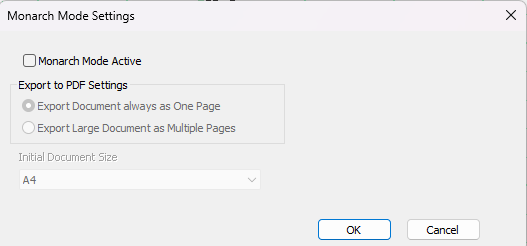 Monarch Mode Settings
Monarch Mode Active
Export to PDF Settings
Export Document always as One Page
Export Large Document as Multiple Pages
Initial Document Size
A4
OK Cancel